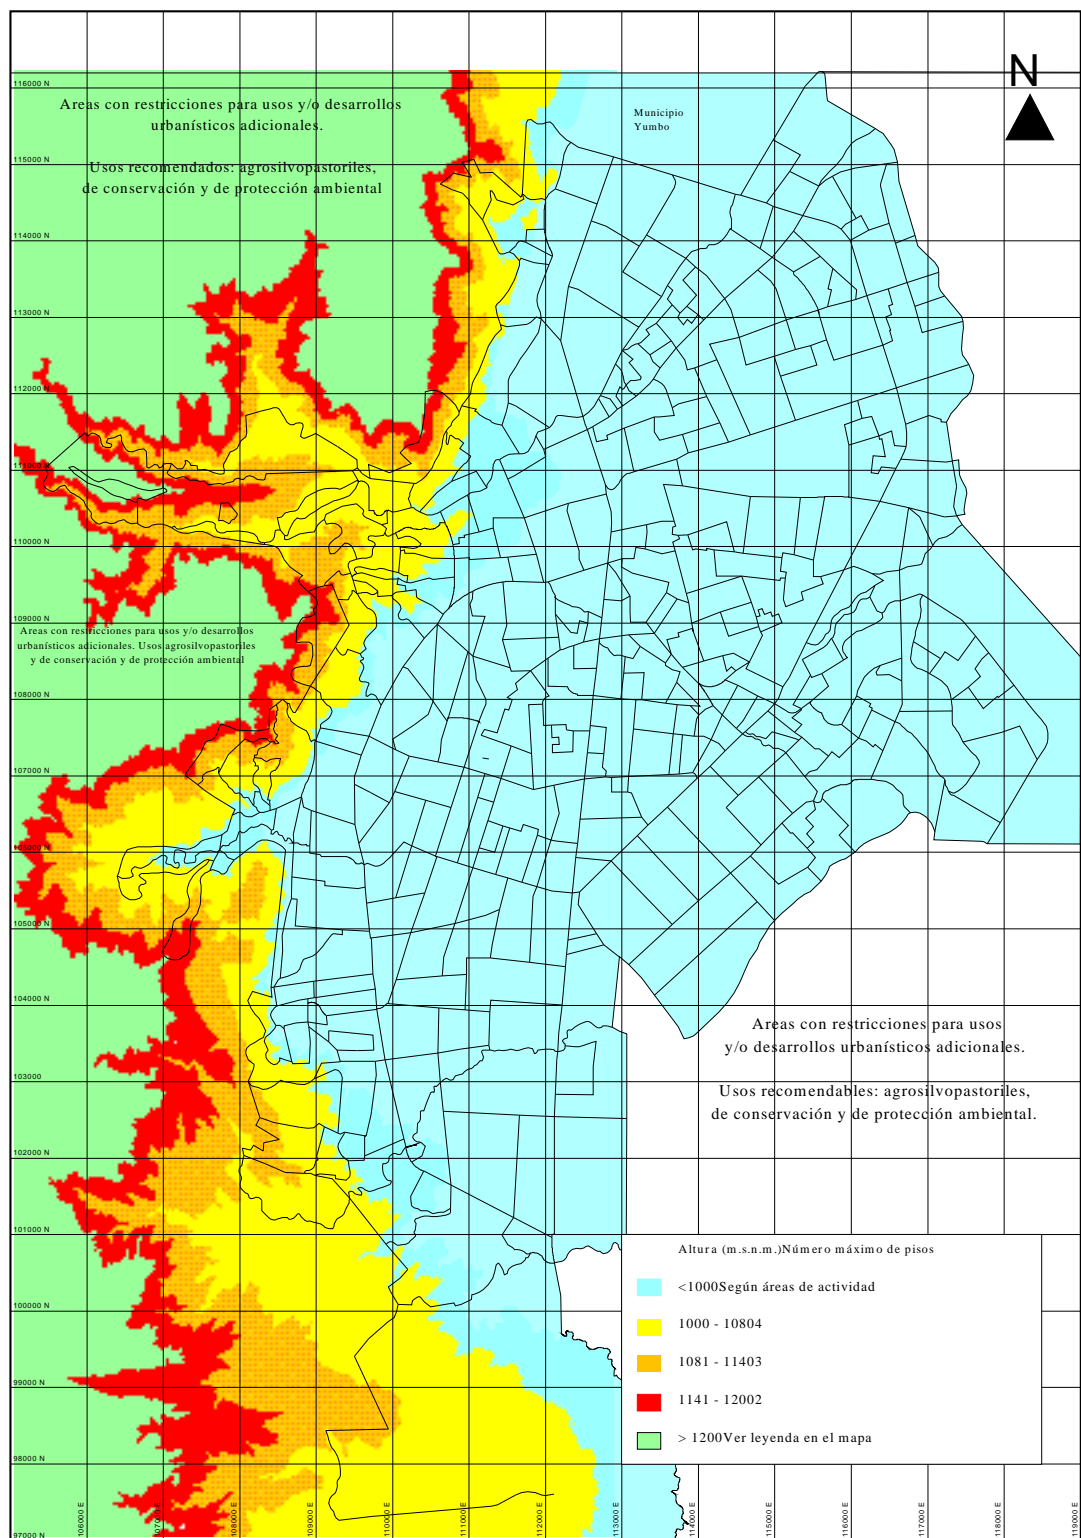 N
116000 N
Areas con restricciones para usos y/o desarrollos
urbanísticos adicionales.
Municipio
Yumbo
115000 N
Usos recomendados: agrosilvopastoriles,
de conservación y de protección ambiental
114000 N
113000 N
112000 N
111000 N
110000 N
109000 N
Areas con restricciones para usos y/o desarrollos
urbanísticos adicionales. Usos agrosilvopastoriles
y de conservación y de protección ambiental
108000 N
107000 N
106000 N
105000 N
104000 N
Areas con restricciones para usos
y/o desarrollos urbanísticos adicionales.
103000
Usos recomendables: agrosilvopastoriles,
de conservación y de protección ambiental.
102000 N
101000 N
Altura (m.s.n.m.)Número máximo de pisos
<1000Según áreas de actividad
100000 N
1000 - 10804
1081 - 11403
99000 N
1141 - 12002
> 1200Ver leyenda en el mapa
98000 N
97000 N
106000 E
107000 E
108000 E
109000 E
110000 E
111000 E
112000 E
113000 E
114000 E
115000 E
116000 E
117000 E
118000 E
119000 E